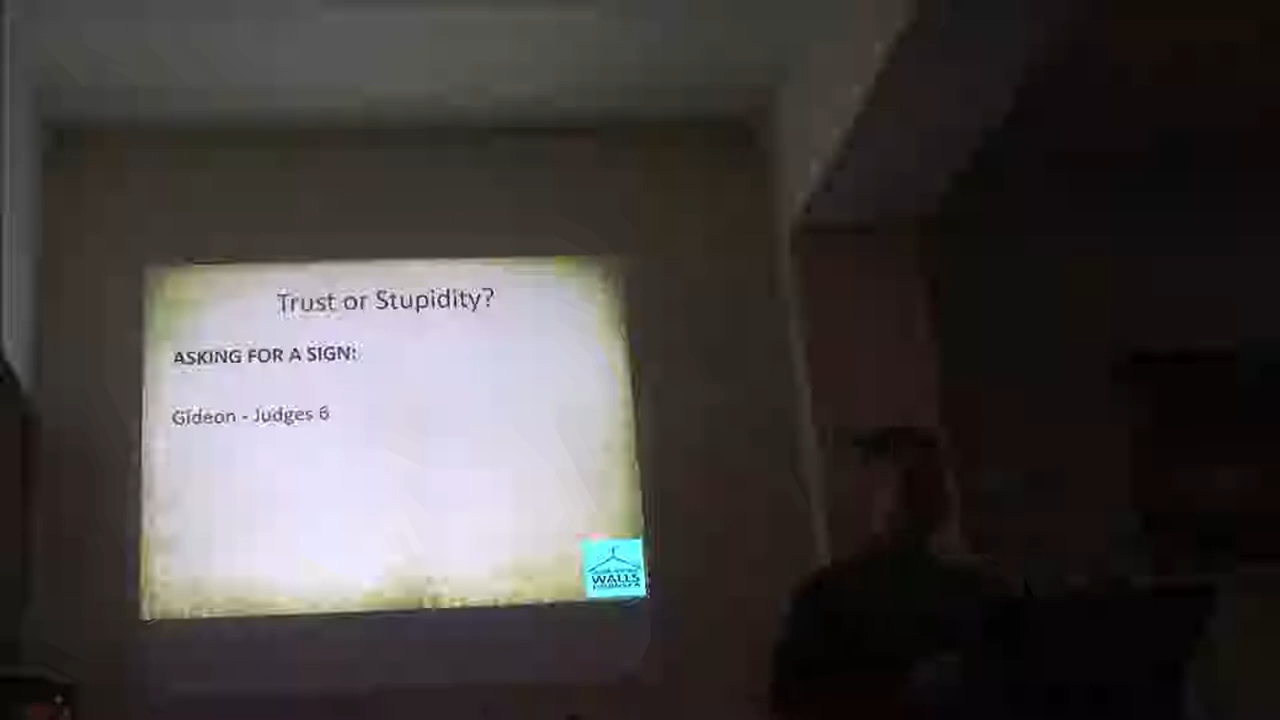 Trust or Stupidity?
ASKING FOR A SIGN:
Gideon - Judges 6
WALLS